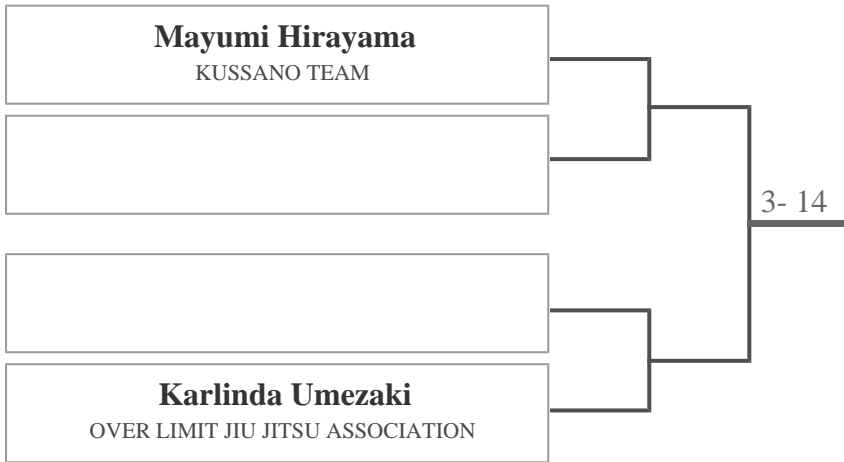 Mayumi Hirayama
KUSSANO TEAM
3- 14
Karlinda Umezaki
OVER LIMIT JIU JITSU ASSOCIATION